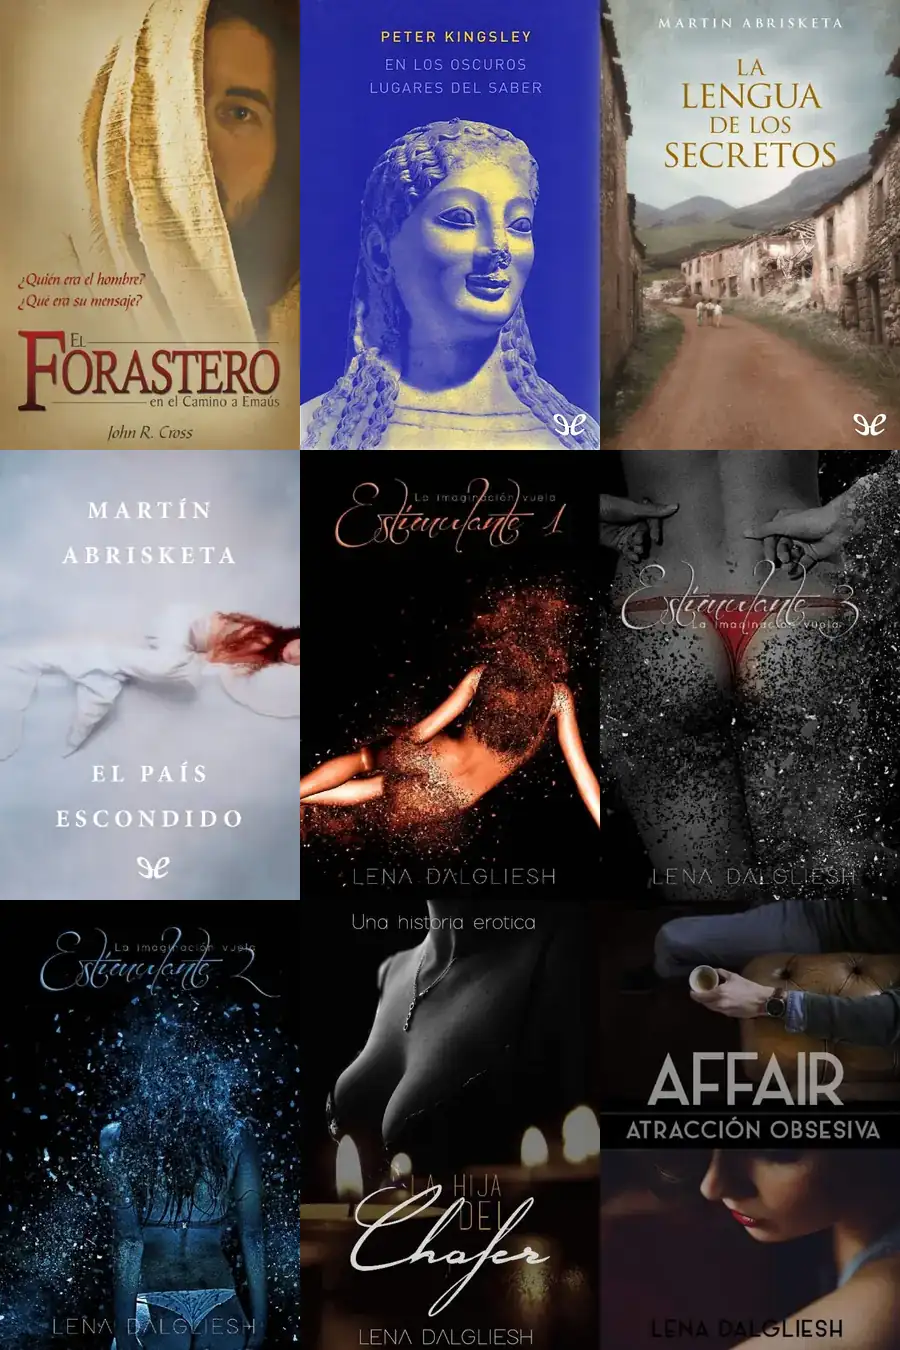 ¿Quién era el hombre?
¿Qué era su mensaje?
EL
FORASTERO
en el Camino a Emaús
John R. Cross
PETER KINGSLEY
EN LOS OSCUROS
LUGARES DEL SABER
MARTIN ABRISKETA
LA
LENGUA
DE LOS
SECRETOS
MARTÍN
ABRISKETA
EL PAÍS
ESCONDIDO
La imaginación vuela
Estimulante 1
LENA DALGLIESH
Estimulante 3
La imaginación vuela
LENA DALGLIESH
La imaginación vuela
Estimulante 2
LENA DALGLIESH
Una historia erotica
LA HIJA
DEL
Chofer
LENA DALGLIESH
AFFAIR
ATRACCIÓN OBSESIVA
LENA DALGLIESH